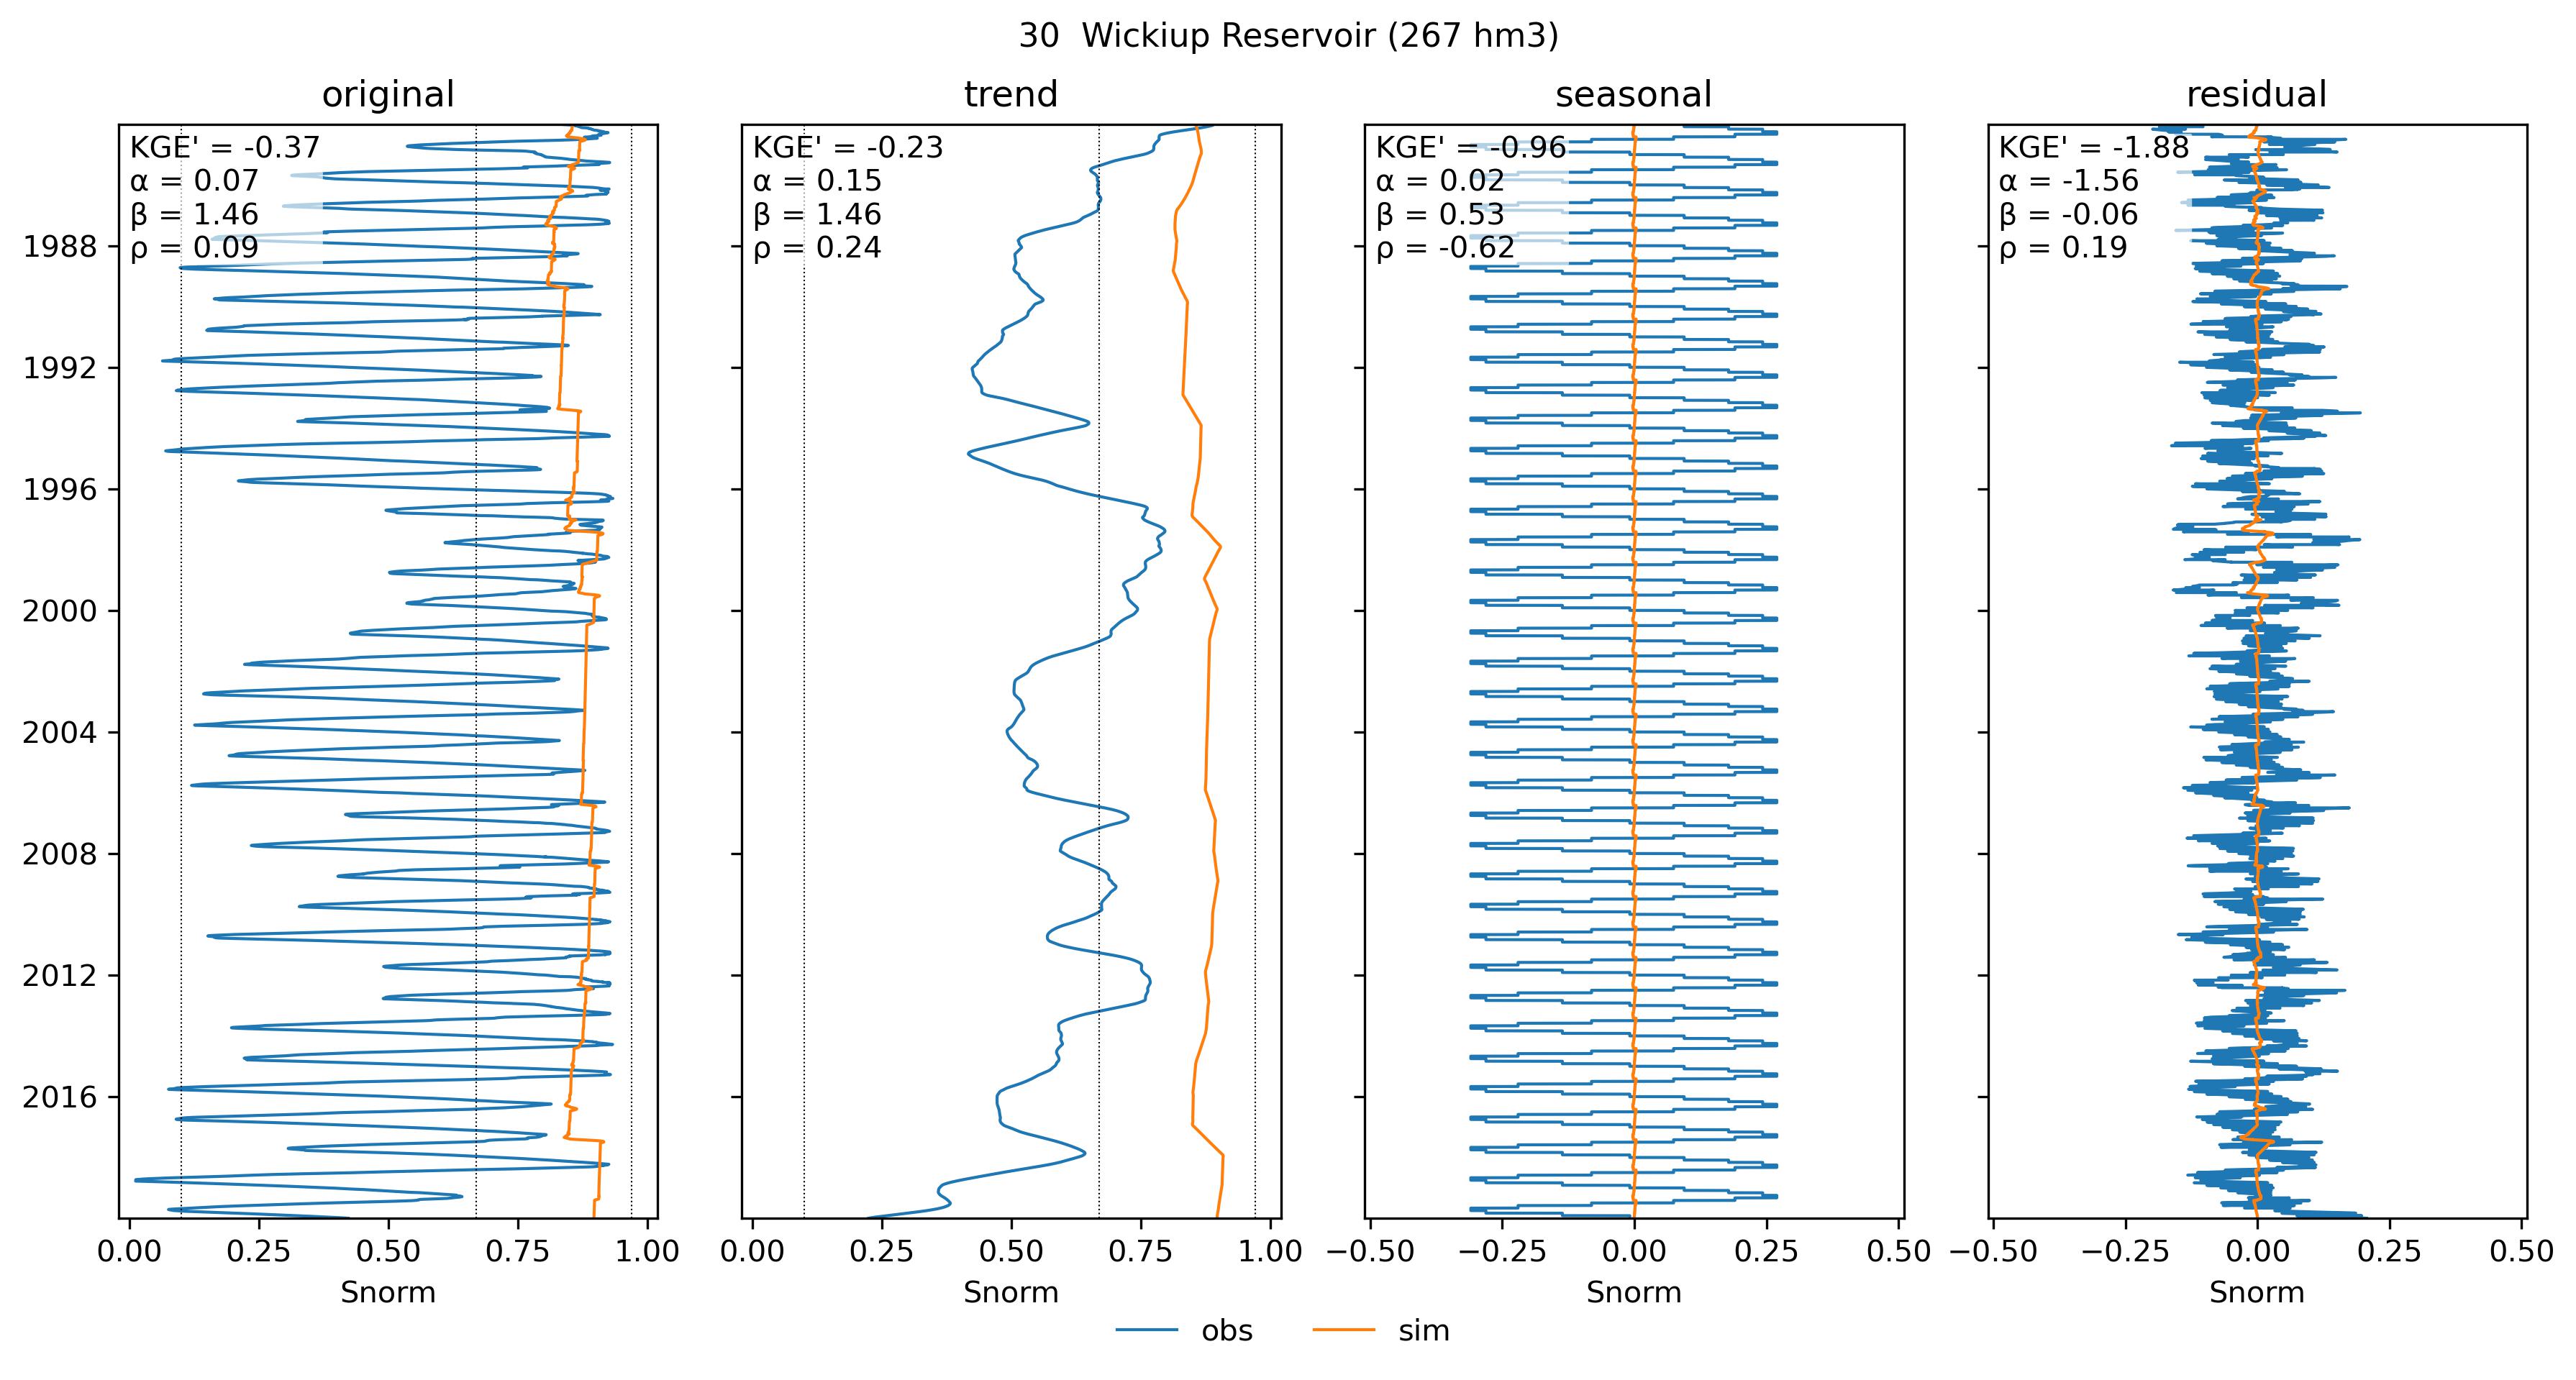 30  Wickiup Reservoir (267 hm3)
original
trend
seasonal
residual
KGE' = -0.37
α = 0.07
β = 1.46
ρ = 0.09
KGE' = -0.23
α = 0.15
β = 1.46
ρ = 0.24
KGE' = -0.96
α = 0.02
β = 0.53
ρ = -0.62
KGE' = -1.88
α = -1.56
β = -0.06
ρ = 0.19
1988
1992
1996
2000
2004
2008
2012
2016
0.00 0.25 0.50 0.75 1.00
0.00 0.25 0.50 0.75 1.00
−0.50 −0.25 0.00 0.25 0.50
−0.50 −0.25 0.00 0.25 0.50
Snorm
Snorm
Snorm
Snorm
obs
sim